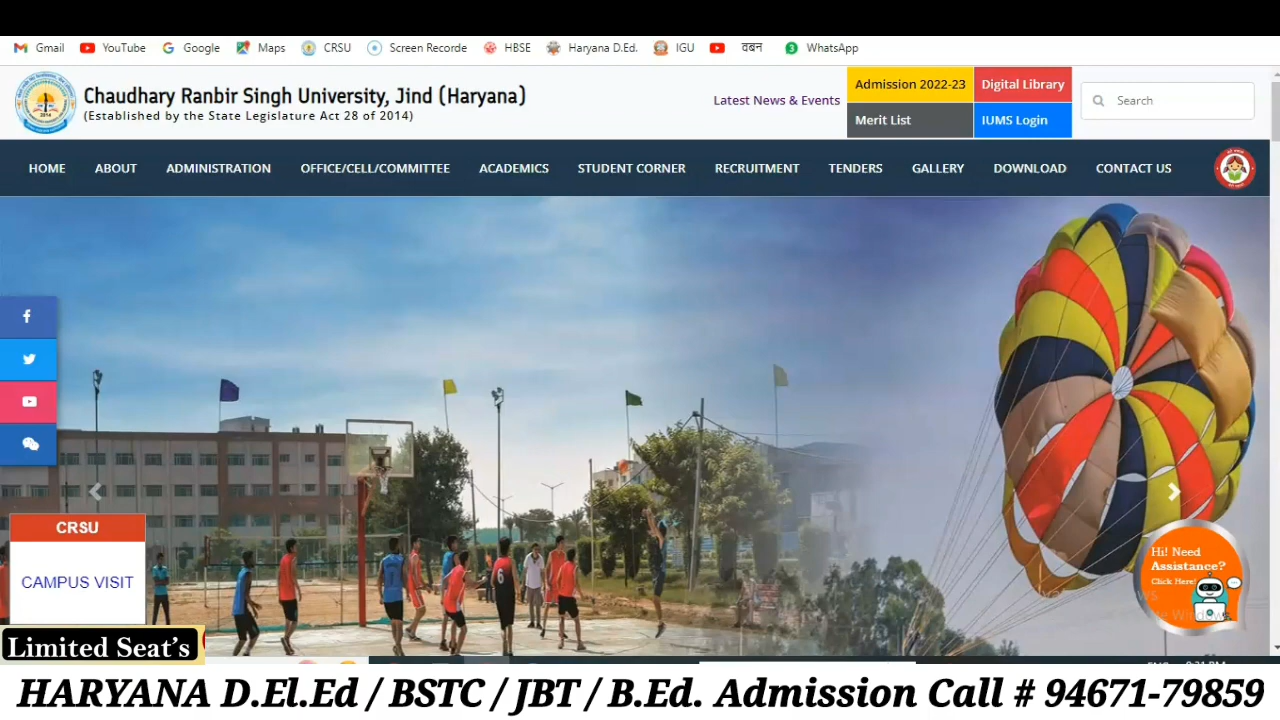 Gmail YouTube Google Maps CRSU Screen Recorde HBSE Haryana D.Ed. IGU वबन WhatsApp
Chaudhary Ranbir Singh University, Jind (Haryana)
(Established by the State Legislature Act 28 of 2014)
Latest News & Events
Admission 2022-23
Digital Library
Merit List
IUMS Login
Search
HOME ABOUT ADMINISTRATION OFFICE/CELL/COMMITTEE ACADEMICS STUDENT CORNER RECRUITMENT TENDERS GALLERY DOWNLOAD CONTACT US
CRSU
CAMPUS VISIT
Hi! Need
Assistance?
Click Here!
Limited Seat's
HARYANA D.El.Ed / BSTC / JBT / B.Ed. Admission Call # 94671-79859